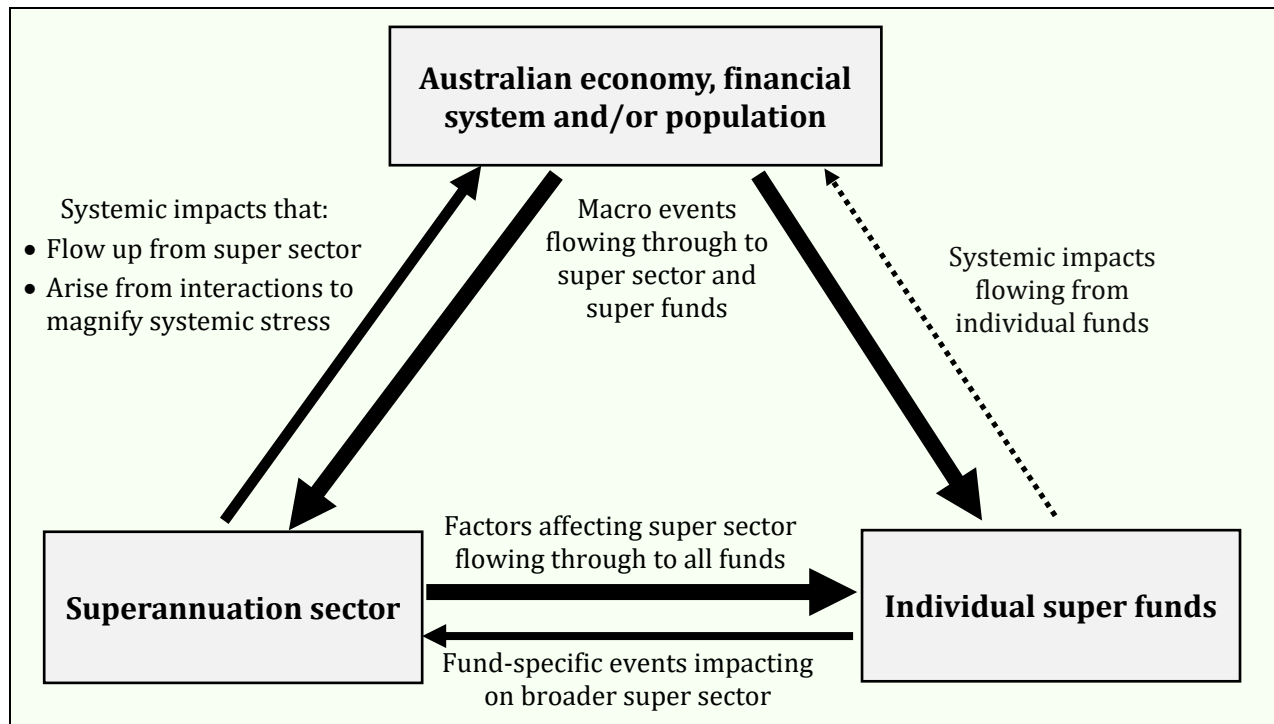 Australian economy, financial
system and/or population
Systemic impacts that:
• Flow up from super sector
• Arise from interactions to
magnify systemic stress
Macro events
flowing through to
super sector and
super funds
Systemic impacts
flowing from
individual funds
Factors affecting super sector
flowing through to all funds
Superannuation sector
Individual super funds
Fund-specific events impacting
on broader super sector